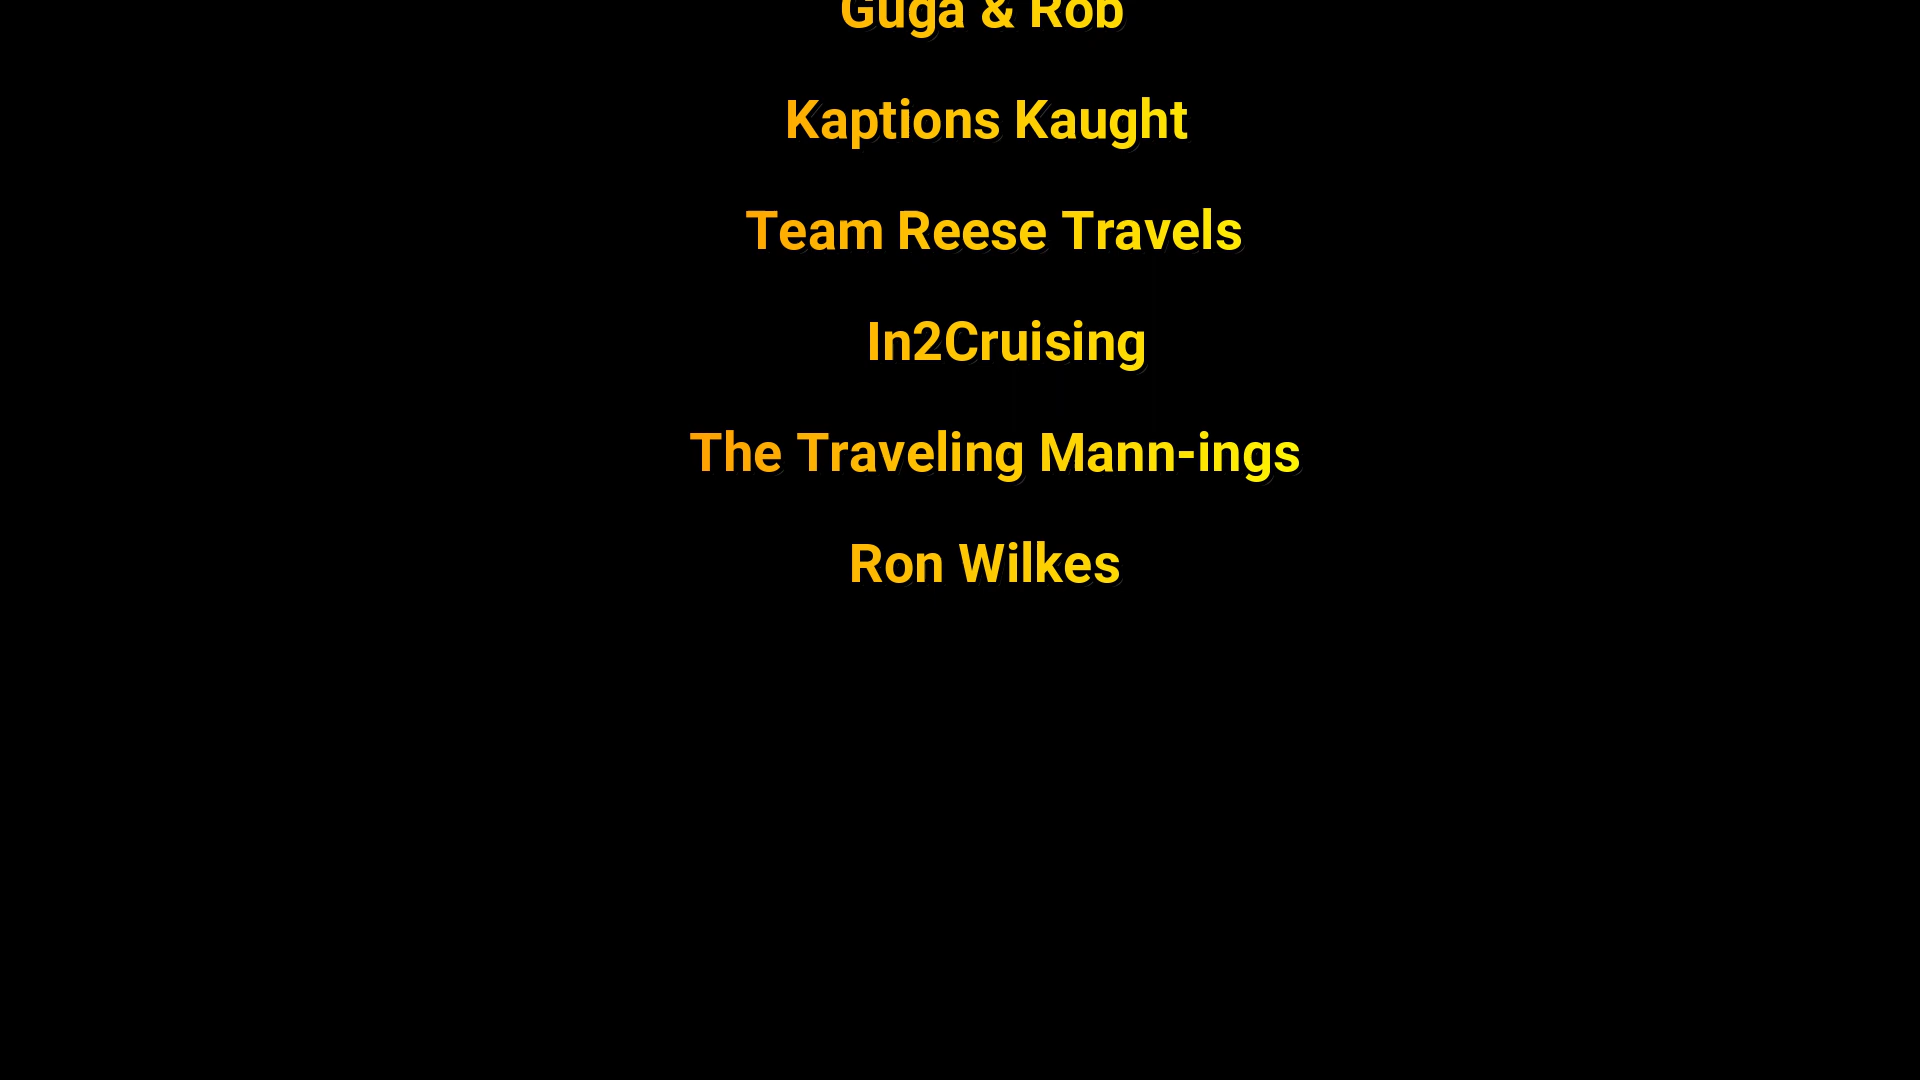 Guga & Rob
Kaptions Kaught
Team Reese Travels
In2Cruising
The Traveling Mann-ings
Ron Wilkes